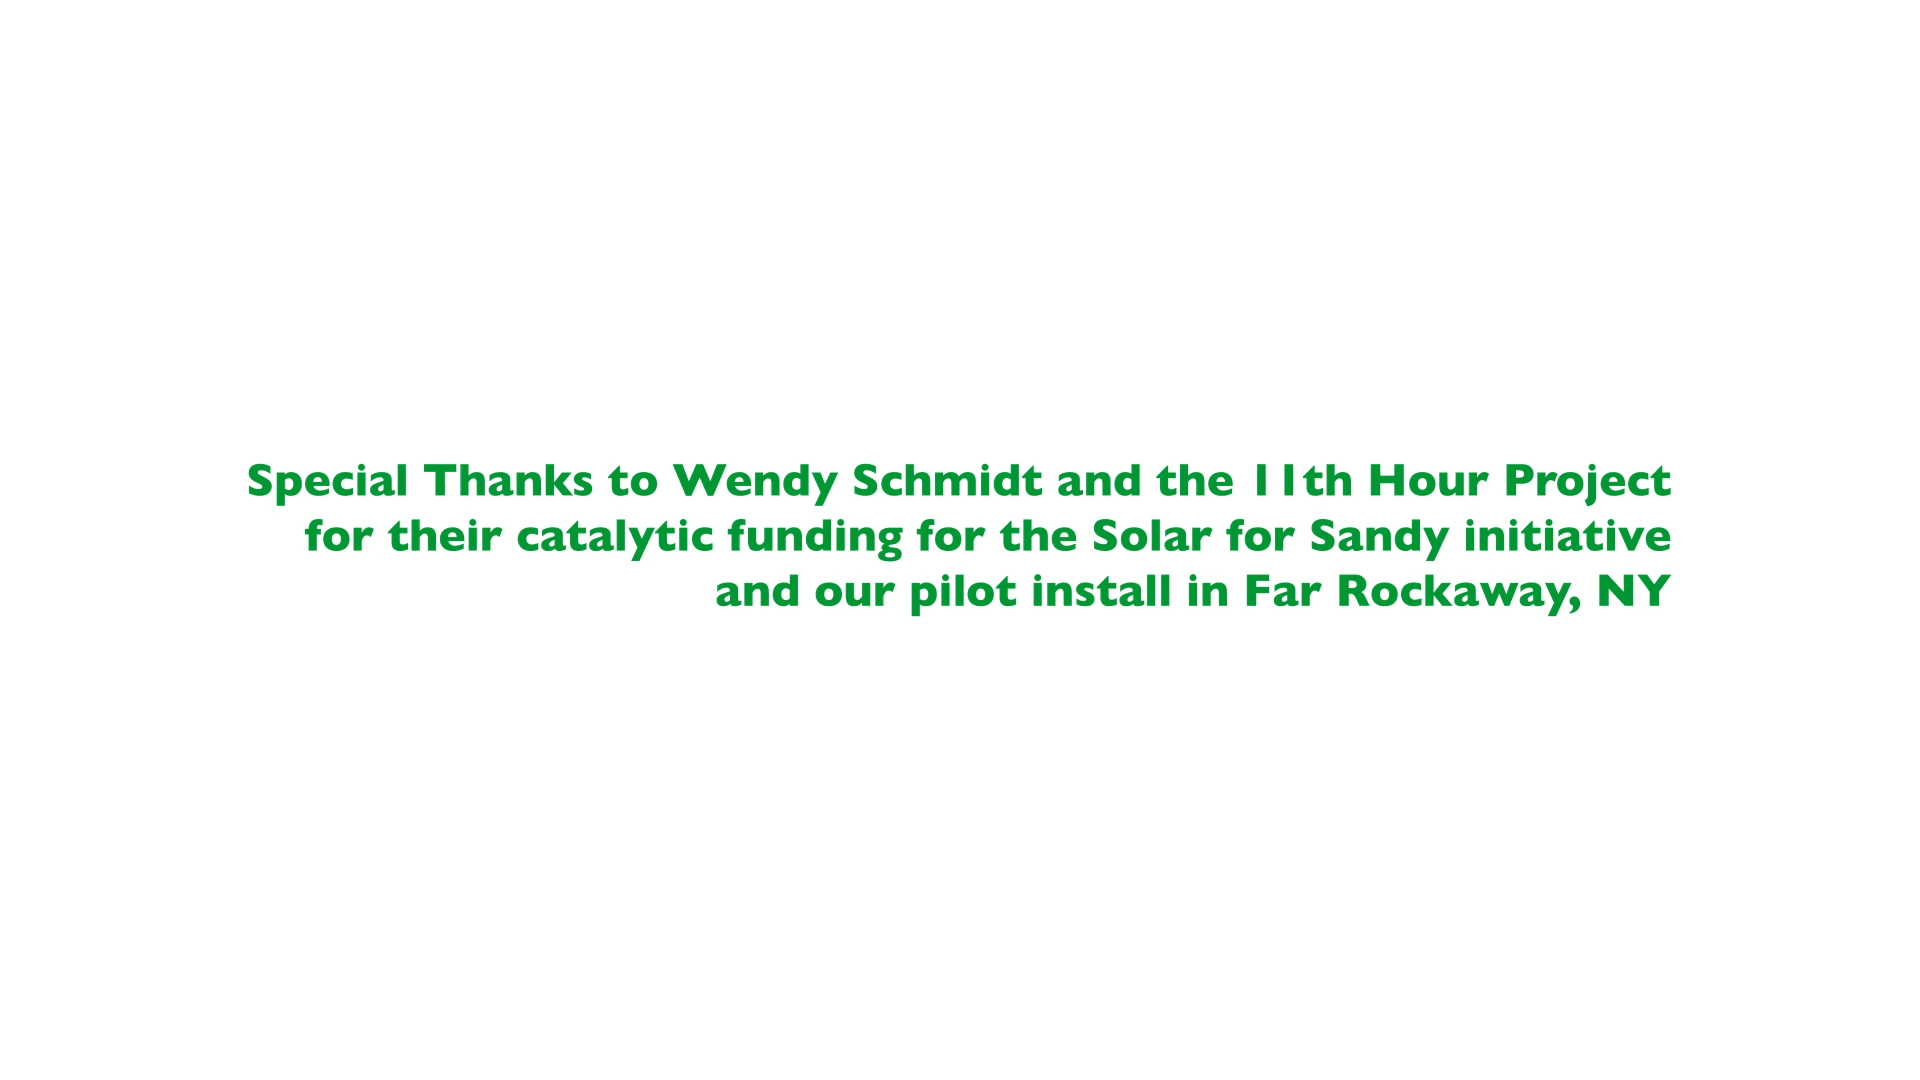 Special Thanks to Wendy Schmidt and the 11th Hour Project
for their catalytic funding for the Solar for Sandy initiative
and our pilot install in Far Rockaway, NY